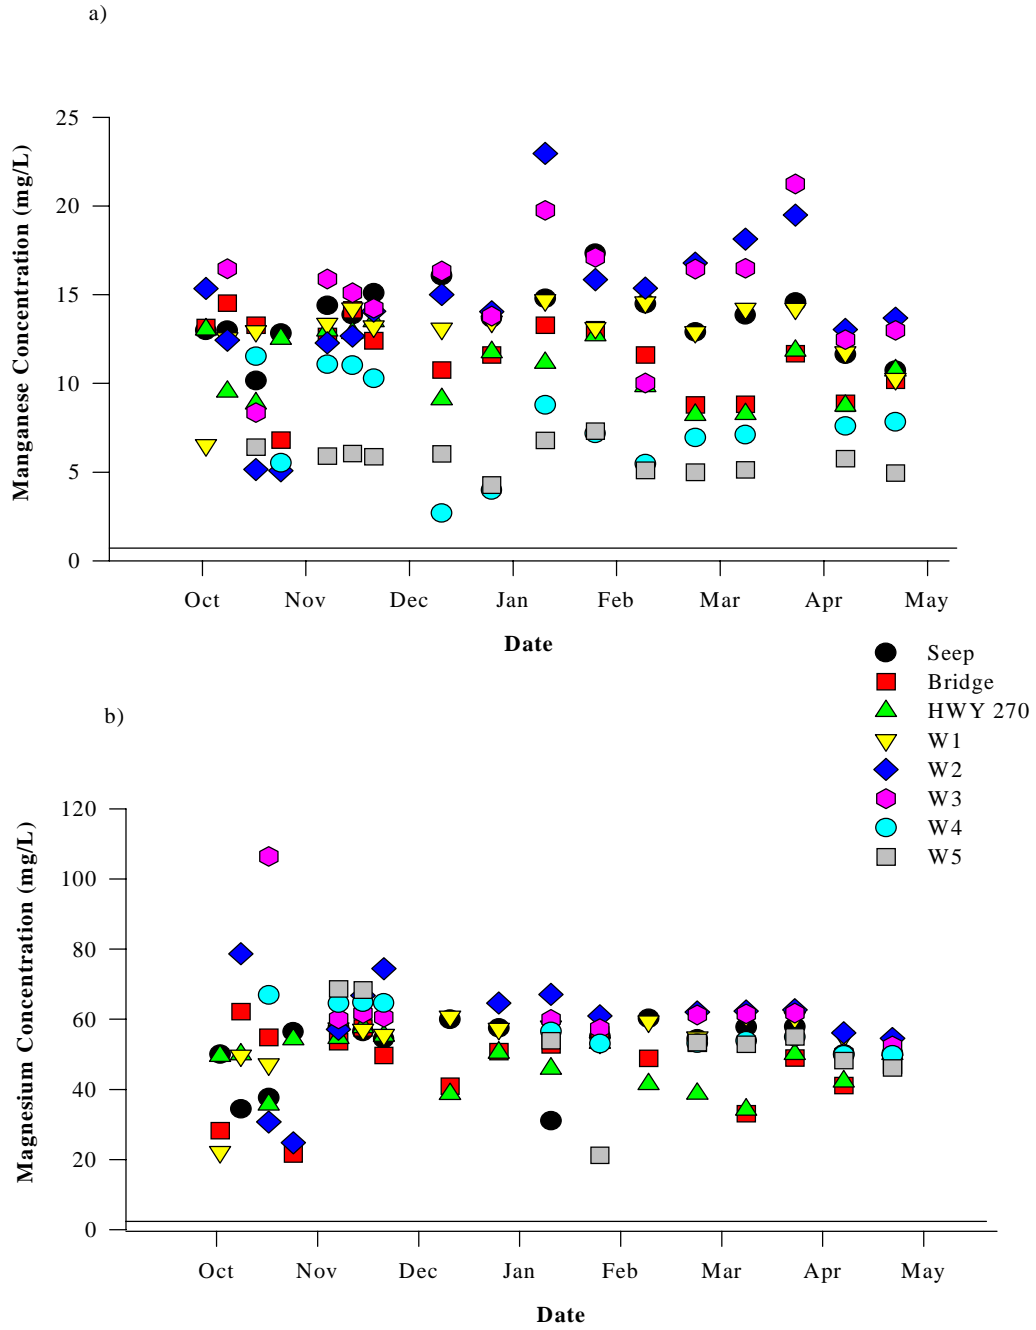 a)
Manganese Concentration (mg/L)
25
20
15
10
5
0
Oct Nov Dec Jan Feb Mar Apr May
Date
Seep
Bridge
HWY 270
W1
W2
W3
W4
W5
b)
Magnesium Concentration (mg/L)
120
100
80
60
40
20
0
Oct Nov Dec Jan Feb Mar Apr May
Date